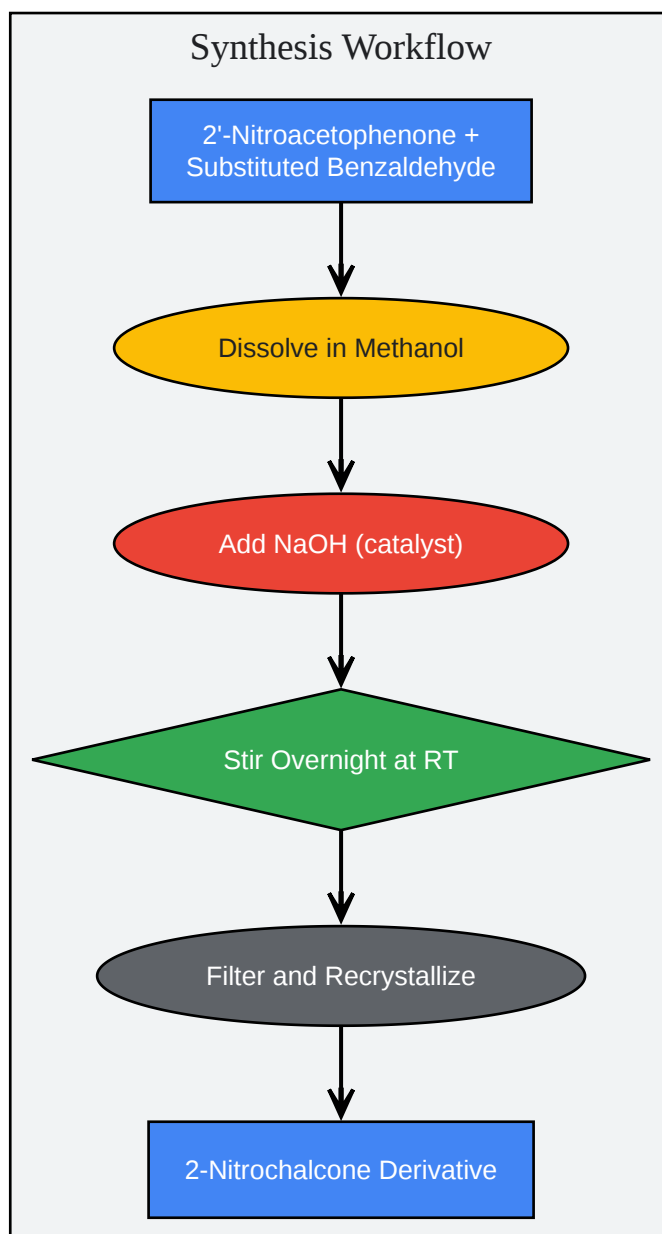 Synthesis Workflow
2'-Nitroacetophenone +
Substituted Benzaldehyde
Dissolve in Methanol
Add NaOH (catalyst)
Stir Overnight at RT
Filter and Recrystallize
2-Nitrochalcone Derivative